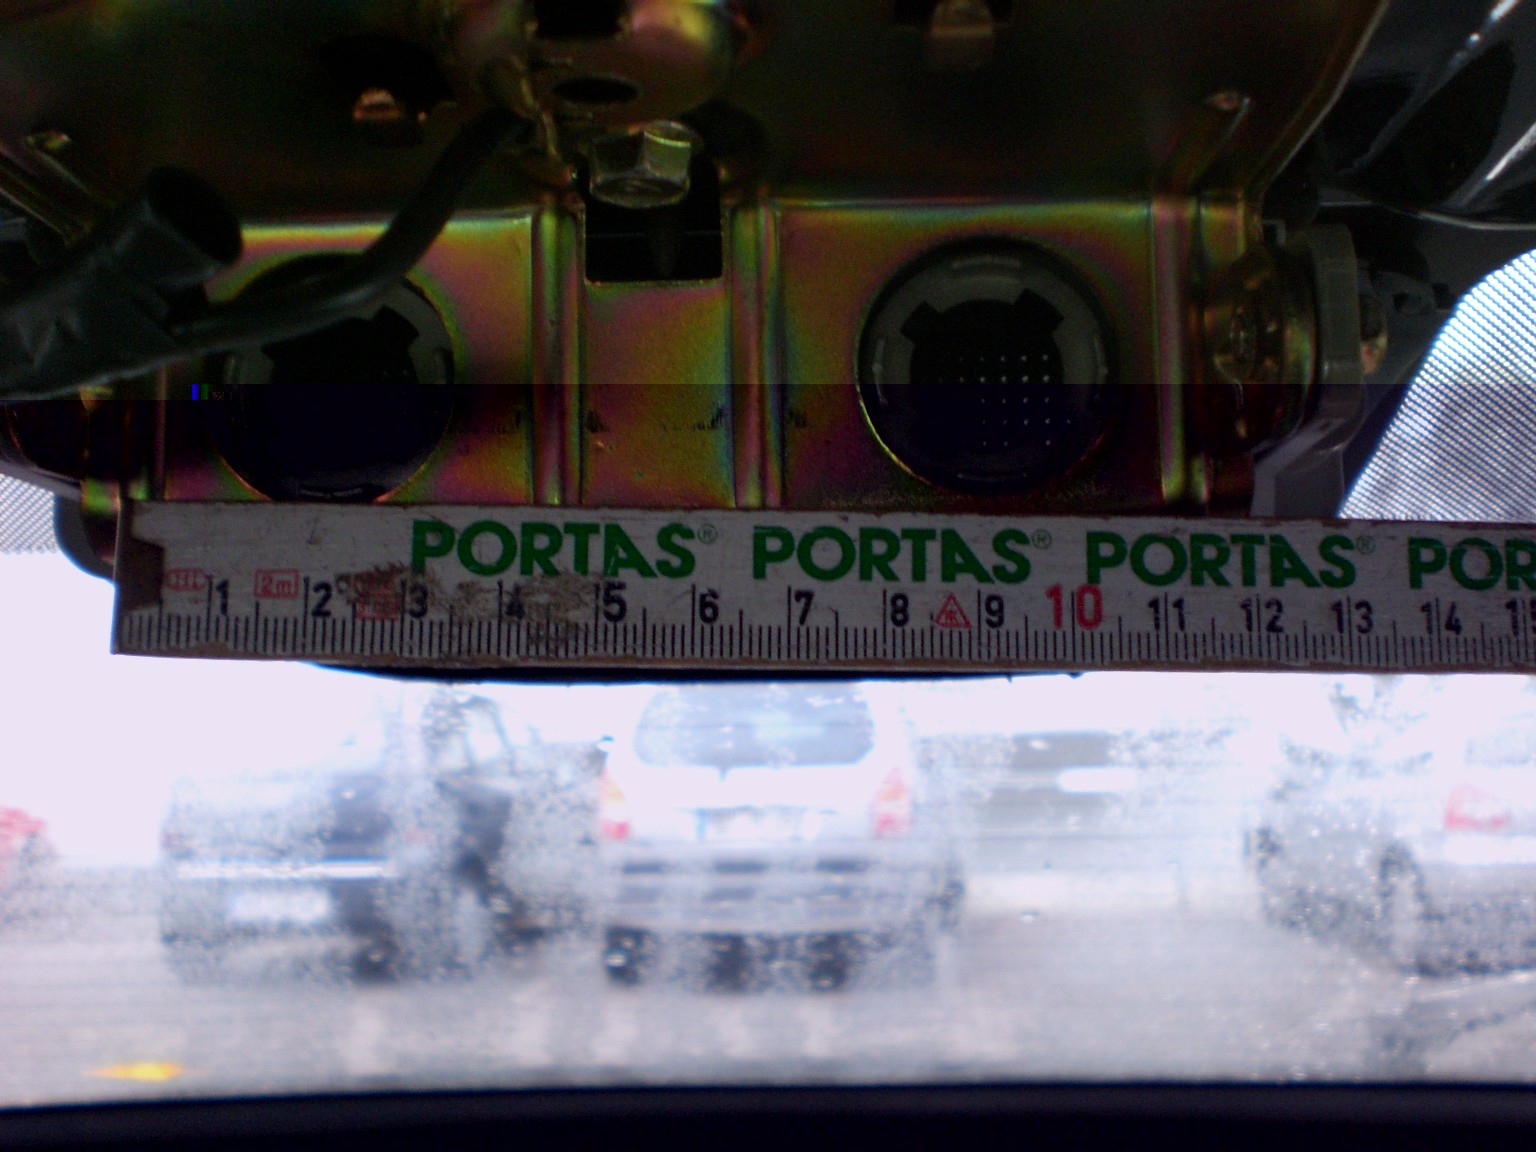 PORTAS® PORTAS® PORTAS® POR
2m
1 2 3 4 5 6 7 8 9 10 11 12 13 14